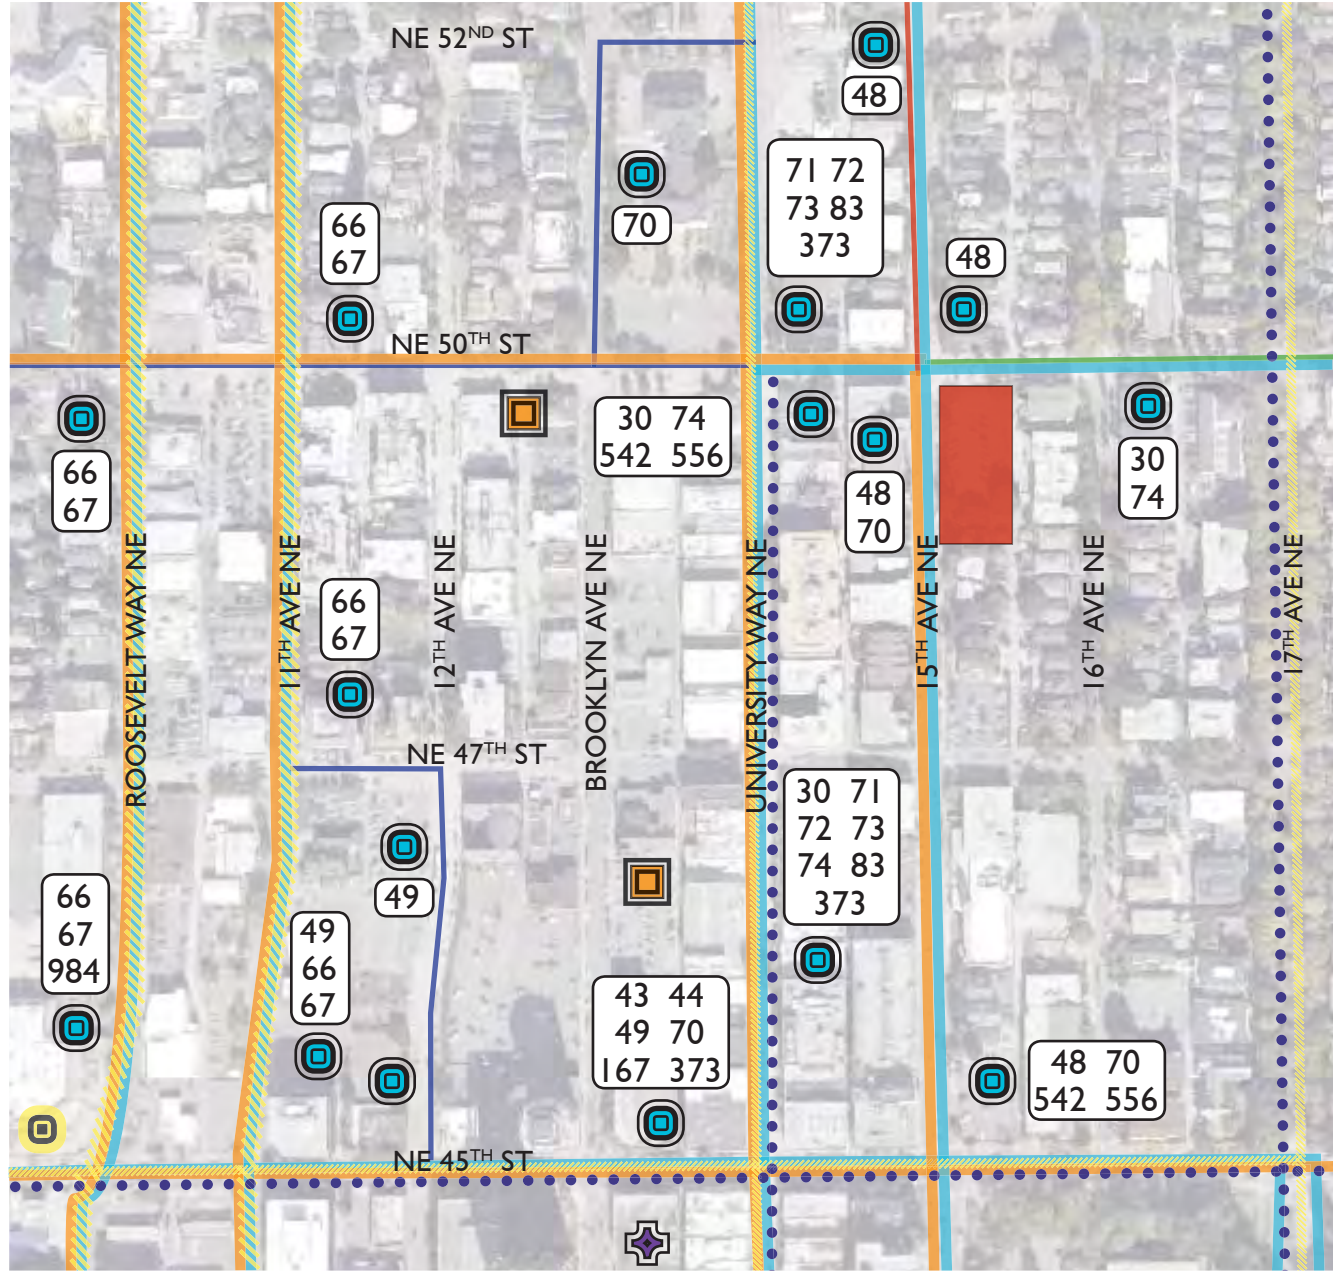 NE 52ND ST
48
71 72
73 83
373
70
66
67
48
NE 50TH ST
66
67
30 74
542 556
48
70
30
74
ROOSEVELT WAY NE
11TH AVE NE
12TH AVE NE
BROOKLYN AVE NE
UNIVERSITY WAY NE
15TH AVE NE
16TH AVE NE
17TH AVE NE
66
67
NE 47TH ST
30 71
72 73
74 83
373
49
66
67
984
49
66
67
43 44
49 70
167 373
48 70
542 556
NE 45TH ST